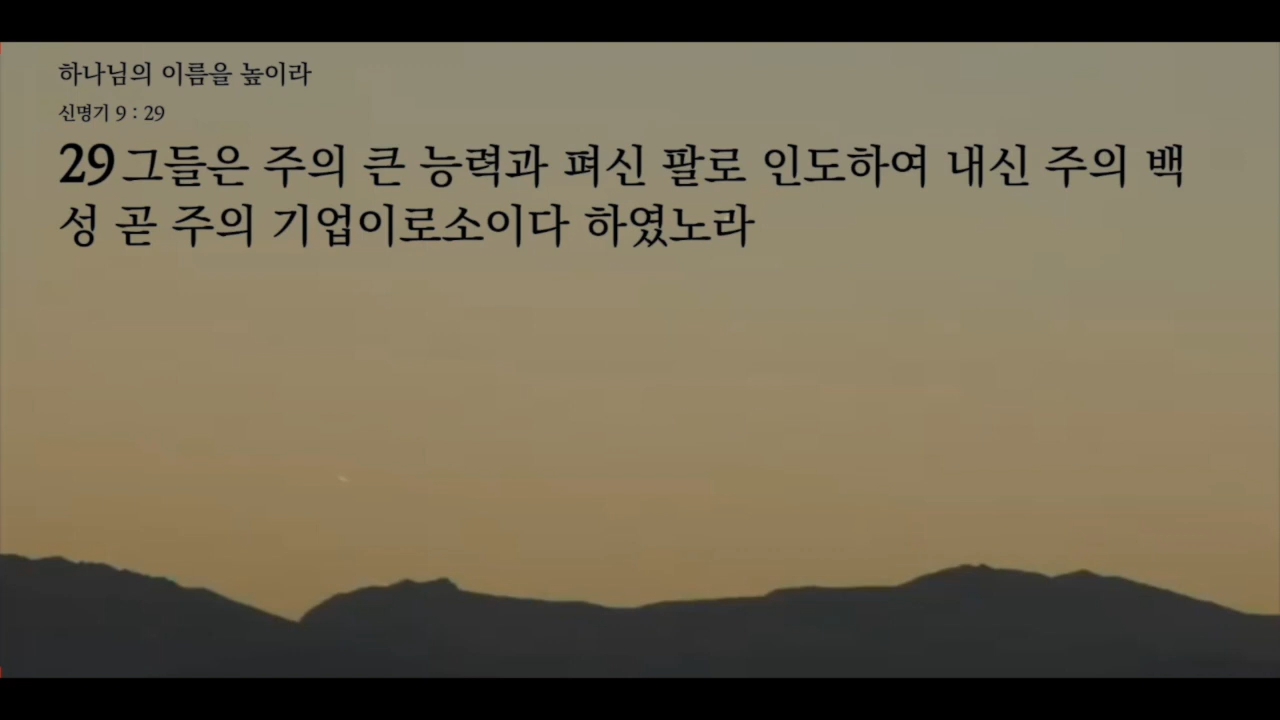 하나님의 이름을 높이라
신명기 9 : 29
29 그들은 주의 큰 능력과 펴신 팔로 인도하여 내신 주의 백
성 곧 주의 기업이로소이다 하였노라